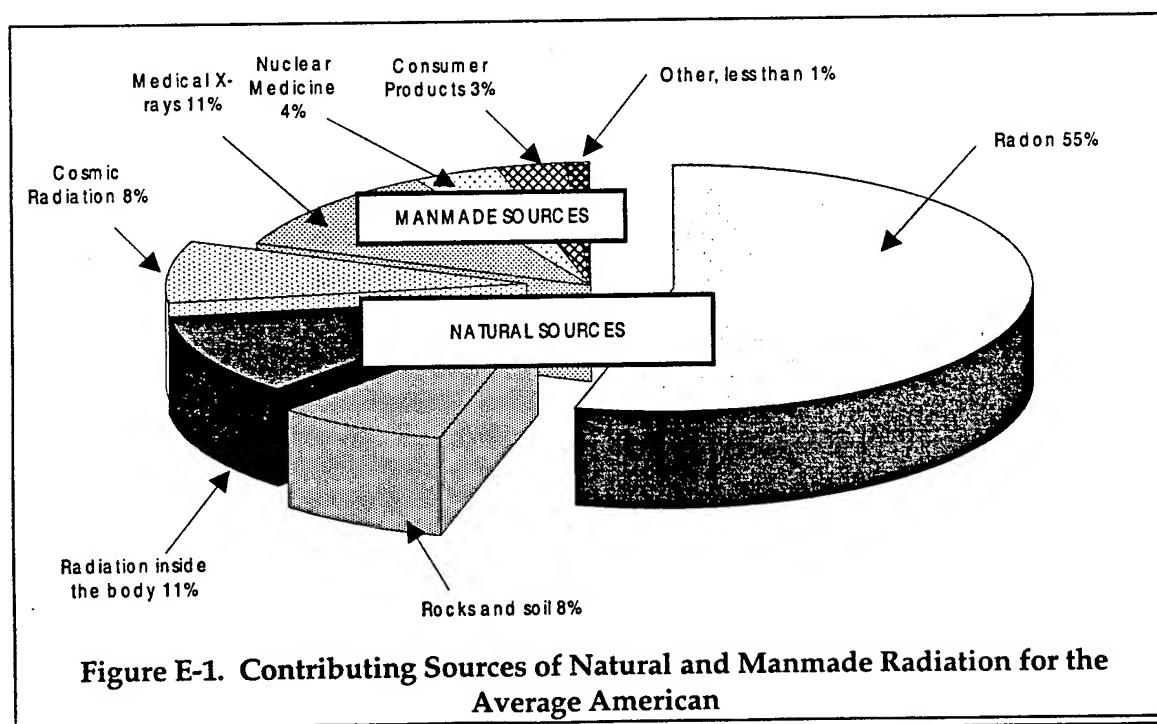 Medical X-
rays 11%
Nuclear
Medicine
4%
Consumer
Products 3%
Other, less than 1%
Radon 55%
Cosmic
Radiation 8%
MANMADE SOURCES
NATURAL SOURCES
Radiation inside
the body 11%
Rocks and soil 8%
Figure E-1. Contributing Sources of Natural and Manmade Radiation for the
Average American